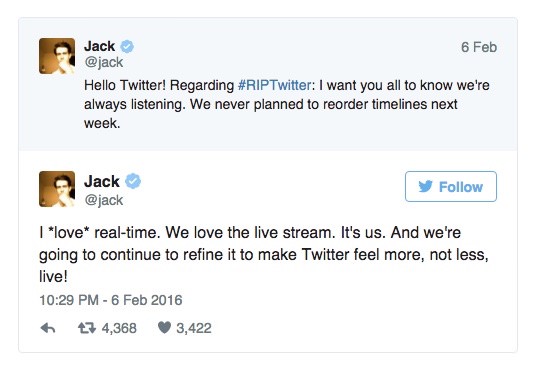 Jack
6 Feb
@jack
Hello Twitter! Regarding #RIPTwitter: I want you all to know we're
always listening. We never planned to reorder timelines next
week.
Jack
Follow
@jack
I *love* real-time. We love the live stream. It's us. And we're
going to continue to refine it to make Twitter feel more, not less,
live!
10:29 PM - 6 Feb 2016
4,368 3,422